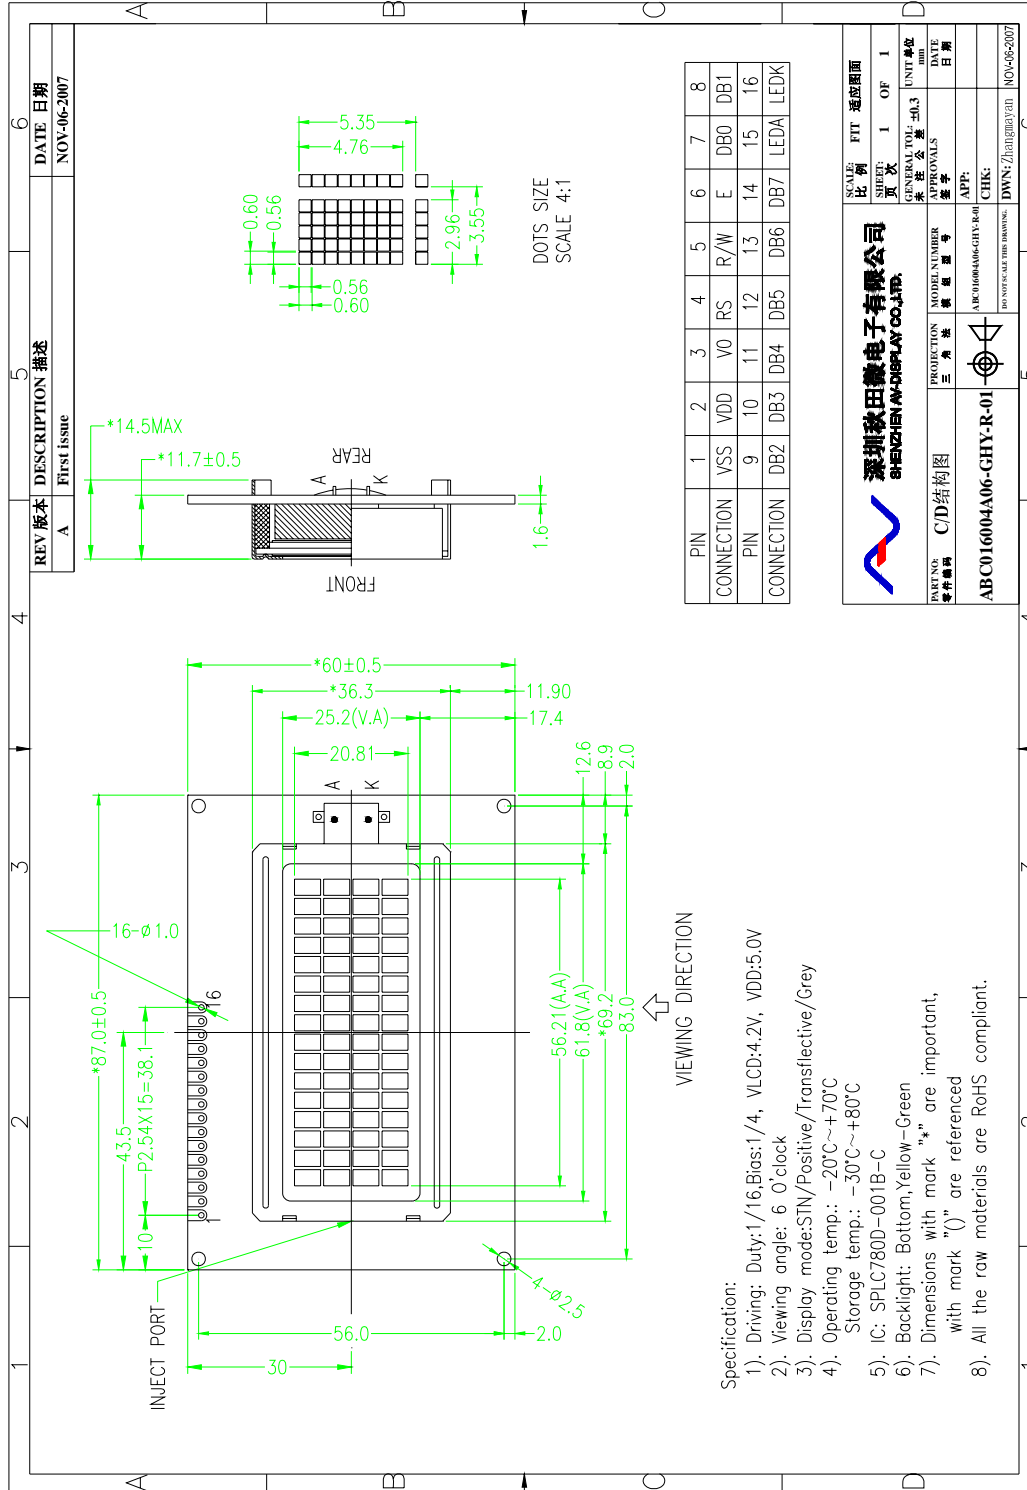 REV 版本 DESCRIPTION 描述 DATE 日期
A First issue NOV-06-2007
1 2 3 4 5 6
A
B
C
D
*87.0±0.5
43.5
10
P2.54X15=38.1
16-ø1.0
1
16
INJECT PORT
30
56.0
2.0
4-ø2.5
*60±0.5
*36.3
11.90
25.2(V.A)
17.4
20.81
A
K
12.6
8.9
2.0
56.21(A.A)
61.8(V.A)
*69.2
83.0
VIEWING DIRECTION
*14.5MAX
*11.7±0.5
FRONT
REAR
A
K
1.6
0.60
0.56
5.35
4.76
0.56
0.60
2.96
3.55
DOTS SIZE
SCALE 4:1
PIN 1 2 3 4 5 6 7 8
CONNECTION VSS VDD VO RS R/W E DB0 DB1
PIN 9 10 11 12 13 14 15 16
CONNECTION DB2 DB3 DB4 DB5 DB6 DB7 LEDA LEDK
Specification:
1). Driving: Duty:1/16,Bias:1/4, VLCD:4.2V, VDD:5.0V
2). Viewing angle: 6 O'clock
3). Display mode:STN/Positive/Transflective/Grey
4). Operating temp.: -20°C~+70°C
Storage temp.: -30°C~+80°C
5). IC: SPLC780D-001B-C
6). Backlight: Bottom,Yellow-Green
7). Dimensions with mark "*" are important,
with mark "()" are referenced
8). All the raw materials are RoHS compliant.
深圳秋田微电子有限公司
SHENZHEN AV-DISPLAY CO.,LTD.
SCALE: 比例 FIT 适应图面
SHEET: 页次 1 OF 1
GENERAL TOL: ±0.3 未注公差
UNIT 单位 mm
PART NO: 零件编码
C/D结构图
ABC016004A06-GHY-R-01
PROJECTION 三角法
MODEL NUMBER 模组型号
ABC016004A06-GHY-R-01
DO NOT SCALE THIS DRAWING.
APPROVALS 签字
DATE 日期
APP:
CHK:
DWN: Zhangmayan NOV-06-2007